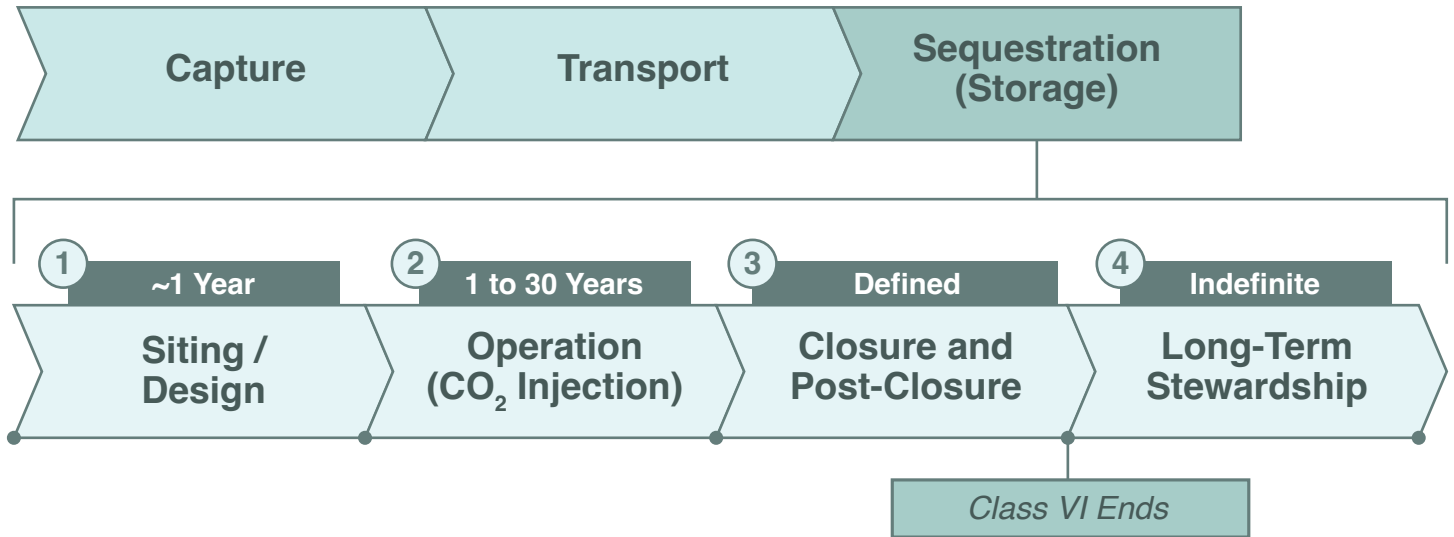 Capture
Transport
Sequestration
(Storage)
1
~1 Year
2
1 to 30 Years
3
Defined
4
Indefinite
Siting /
Design
Operation
(CO₂ Injection)
Closure and
Post-Closure
Long-Term
Stewardship
Class VI Ends